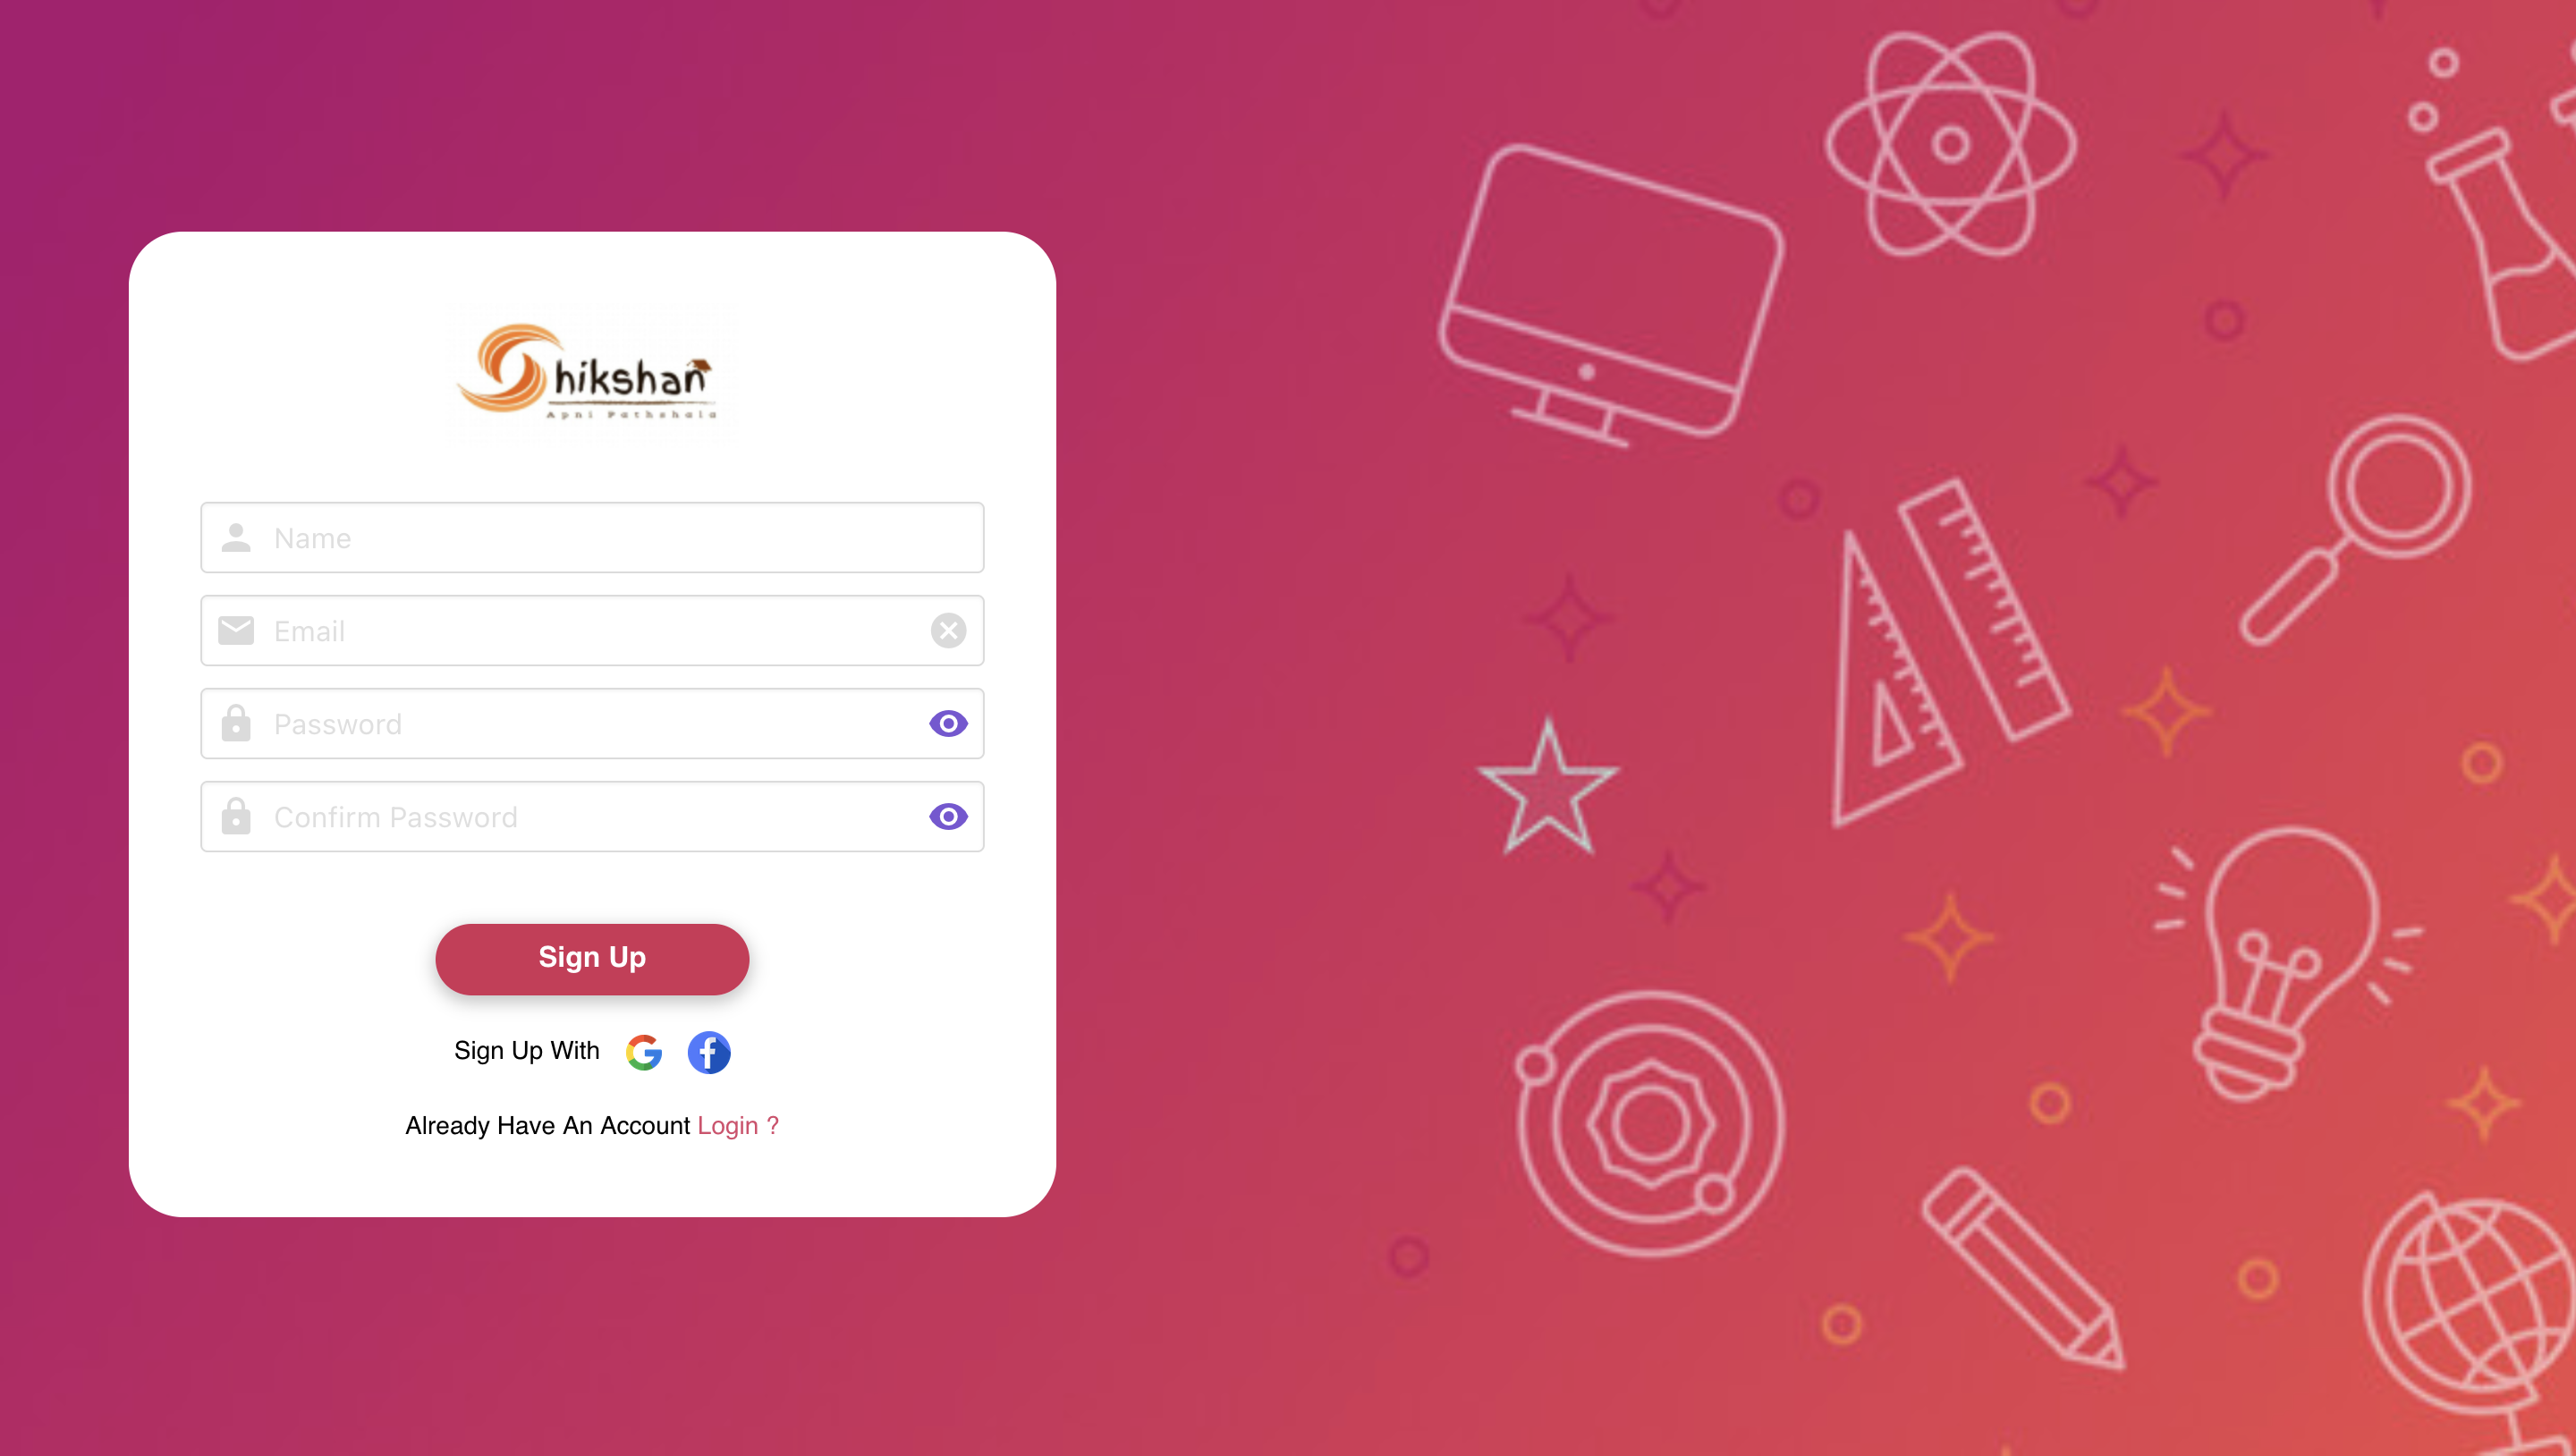 Shikshan
Apni Pathshala
Name
Email
Password
Confirm Password
Sign Up
Sign Up With
Already Have An Account Login ?